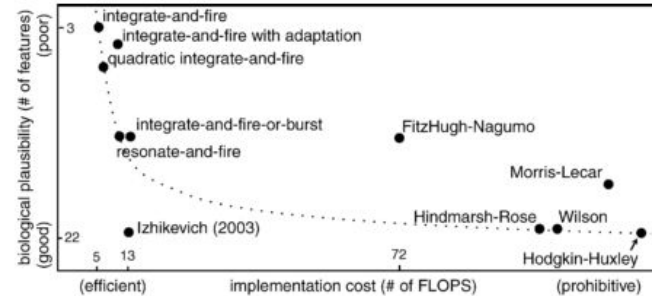 biological plausibility (# of features)
(poor)
(good)
3
22
integrate-and-fire
integrate-and-fire with adaptation
quadratic integrate-and-fire
integrate-and-fire-or-burst
resonate-and-fire
FitzHugh-Nagumo
Morris-Lecar
Hindmarsh-Rose
Wilson
Izhikevich (2003)
Hodgkin-Huxley
5
13
72
(efficient)
implementation cost (# of FLOPS)
(prohibitive)